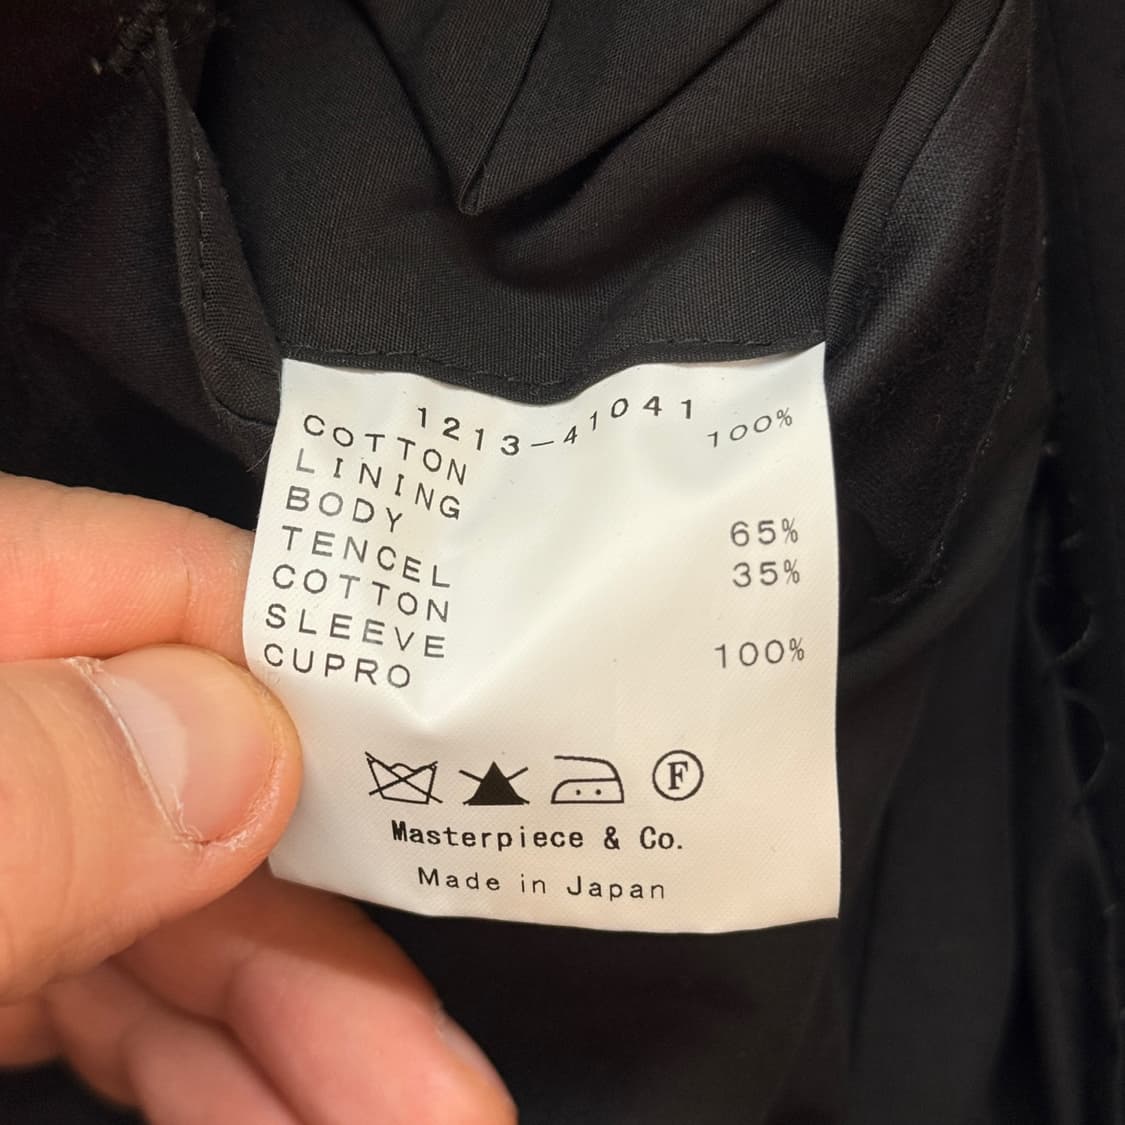 1213-41041
COTTON 100%
LINING
BODY
TENCEL 65%
COTTON 35%
SLEEVE
CUPRO 100%
F
Masterpiece & Co.
Made in Japan